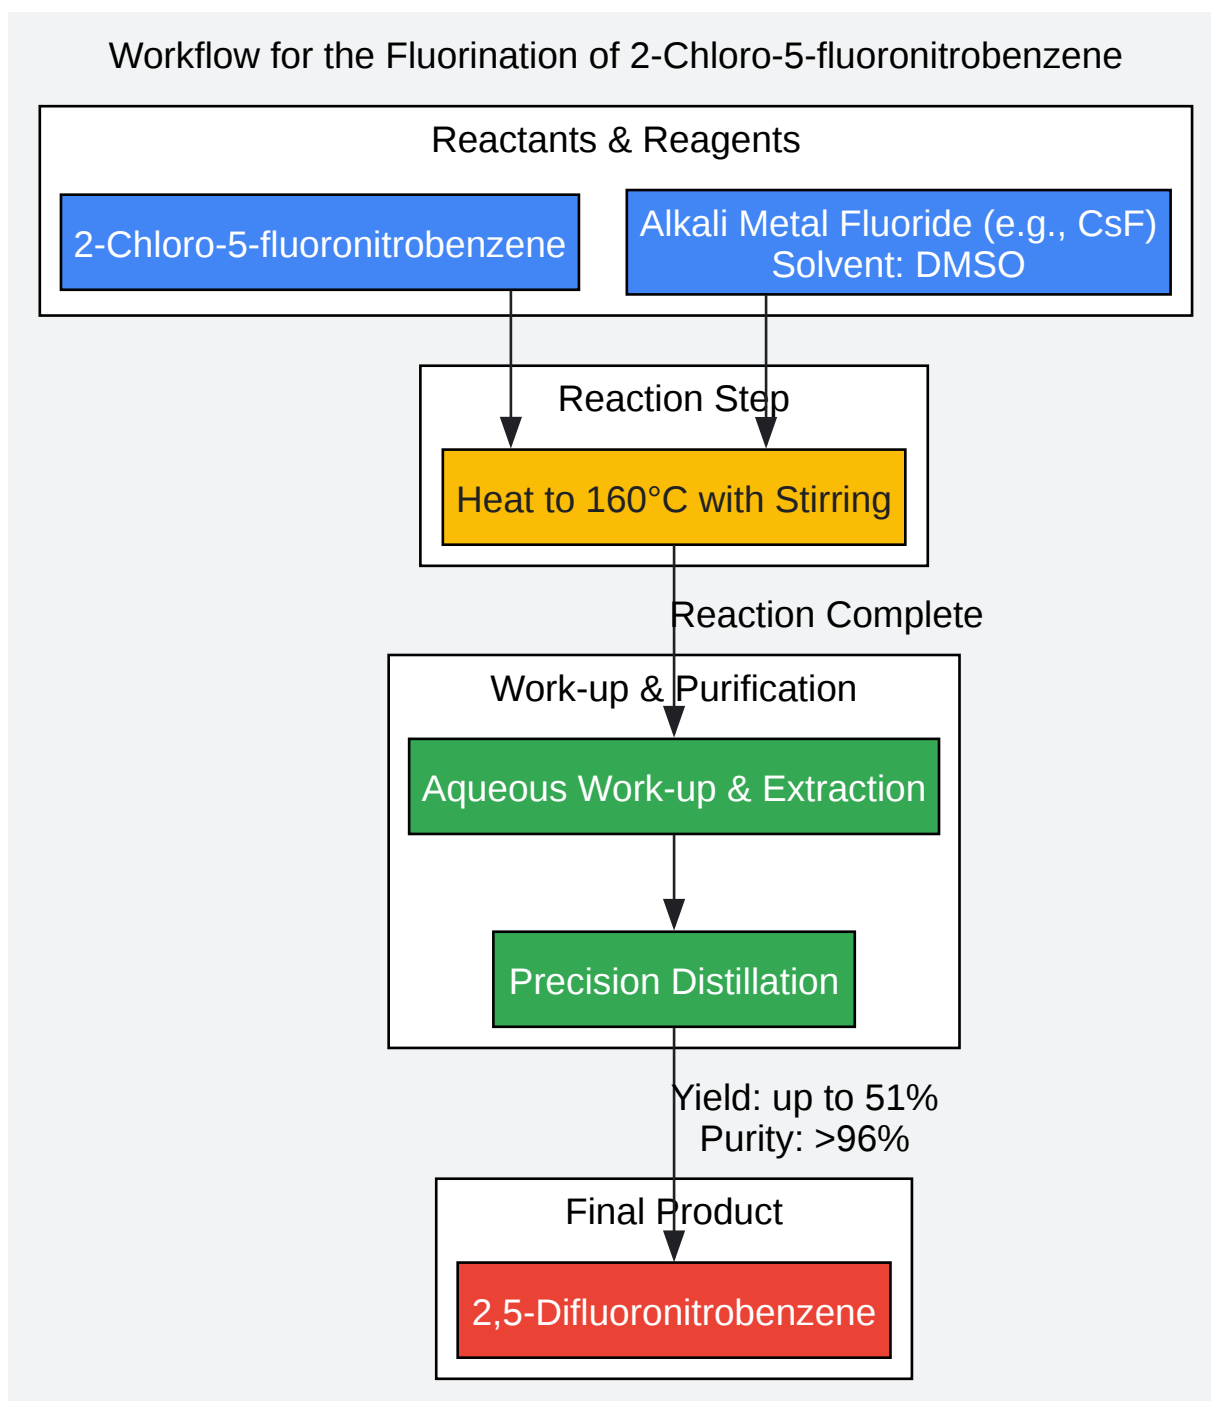 Workflow for the Fluorination of 2-Chloro-5-fluoronitrobenzene
Reactants & Reagents
2-Chloro-5-fluoronitrobenzene
Alkali Metal Fluoride (e.g., CsF)
Solvent: DMSO
Reaction Step
Heat to 160°C with Stirring
Reaction Complete
Work-up & Purification
Aqueous Work-up & Extraction
Precision Distillation
Yield: up to 51%
Purity: >96%
Final Product
2,5-Difluoronitrobenzene